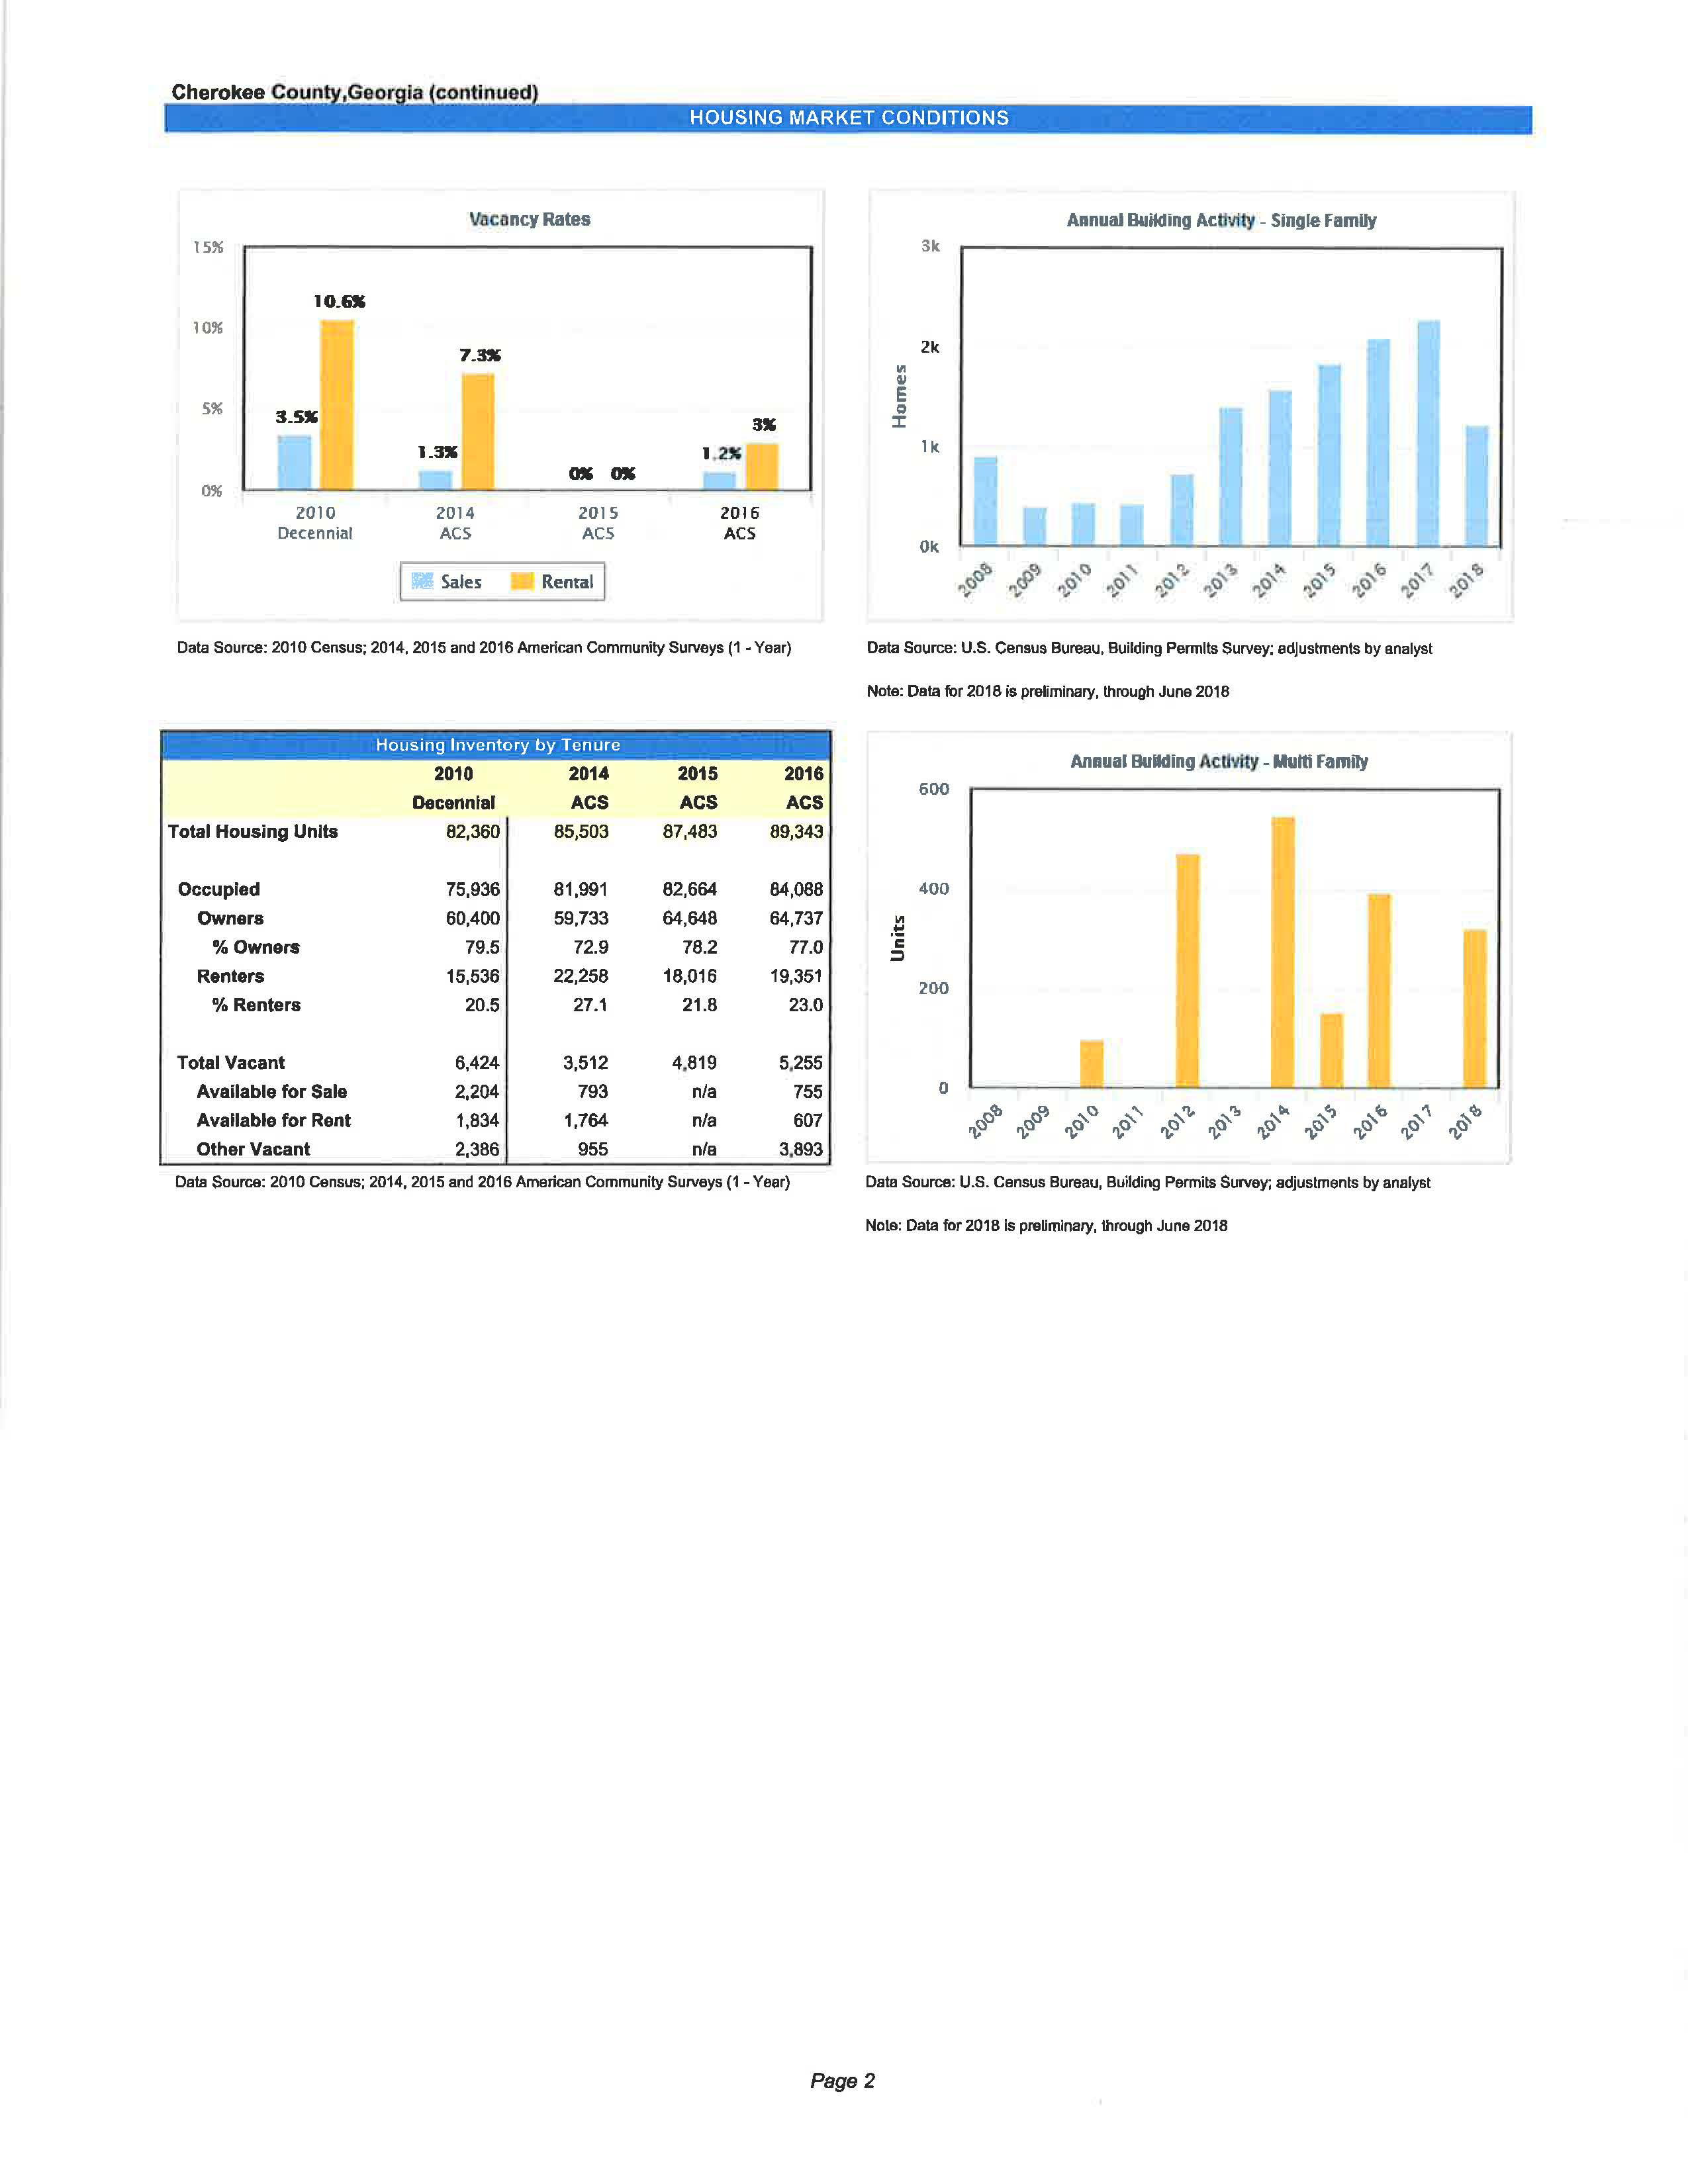 Cherokee County,Georgia (continued)
HOUSING MARKET CONDITIONS
Vacancy Rates
15%
10%
5%
0%
10.6%
7.3%
3.5%
3%
1.3%
1.2%
0% 0%
2010 2014 2015 2016
Decennial ACS ACS ACS
Sales Rental
Data Source: 2010 Census; 2014, 2015 and 2016 American Community Surveys (1 - Year)
Annual Building Activity - Single Family
3k
2k
1k
0k
Homes
2008 2009 2010 2011 2012 2013 2014 2015 2016 2017 2018
Data Source: U.S. Census Bureau, Building Permits Survey; adjustments by analyst
Note: Data for 2018 is preliminary, through June 2018
Housing Inventory by Tenure
2010 2014 2015 2016
Decennial ACS ACS ACS
Total Housing Units 82,360 85,503 87,483 89,343
Occupied 75,936 81,991 82,664 84,088
Owners 60,400 59,733 64,648 64,737
% Owners 79.5 72.9 78.2 77.0
Renters 15,536 22,258 18,016 19,351
% Renters 20.5 27.1 21.8 23.0
Total Vacant 6,424 3,512 4,819 5,255
Available for Sale 2,204 793 n/a 755
Available for Rent 1,834 1,764 n/a 607
Other Vacant 2,386 955 n/a 3,893
Data Source: 2010 Census; 2014, 2015 and 2016 American Community Surveys (1 - Year)
Annual Building Activity - Multi Family
600
400
200
0
Units
2008 2009 2010 2011 2012 2013 2014 2015 2016 2017 2018
Data Source: U.S. Census Bureau, Building Permits Survey; adjustments by analyst
Note: Data for 2018 is preliminary, through June 2018
Page 2